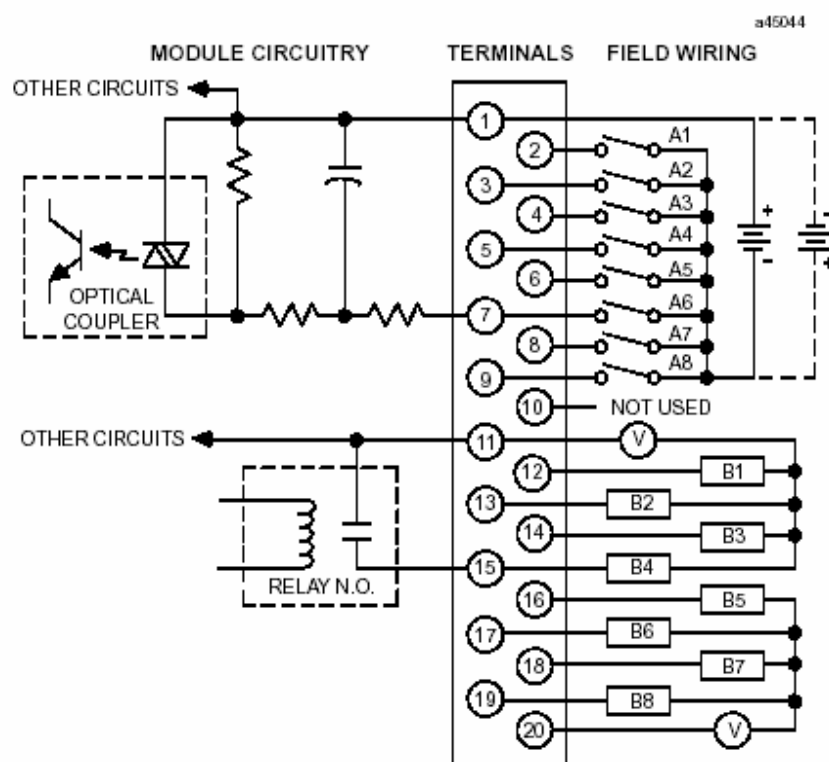 a45044
MODULE CIRCUITRY TERMINALS FIELD WIRING
OTHER CIRCUITS
1
A1
2
A2
3
A3
4
A4
5
A5
6
A6
7
A7
8
A8
9
10 NOT USED
+
-
-
+
OPTICAL
COUPLER
OTHER CIRCUITS
11 V
12 B1
13 B2
14 B3
15 B4
RELAY N.O.
16 B5
17 B6
18 B7
19 B8
20 V